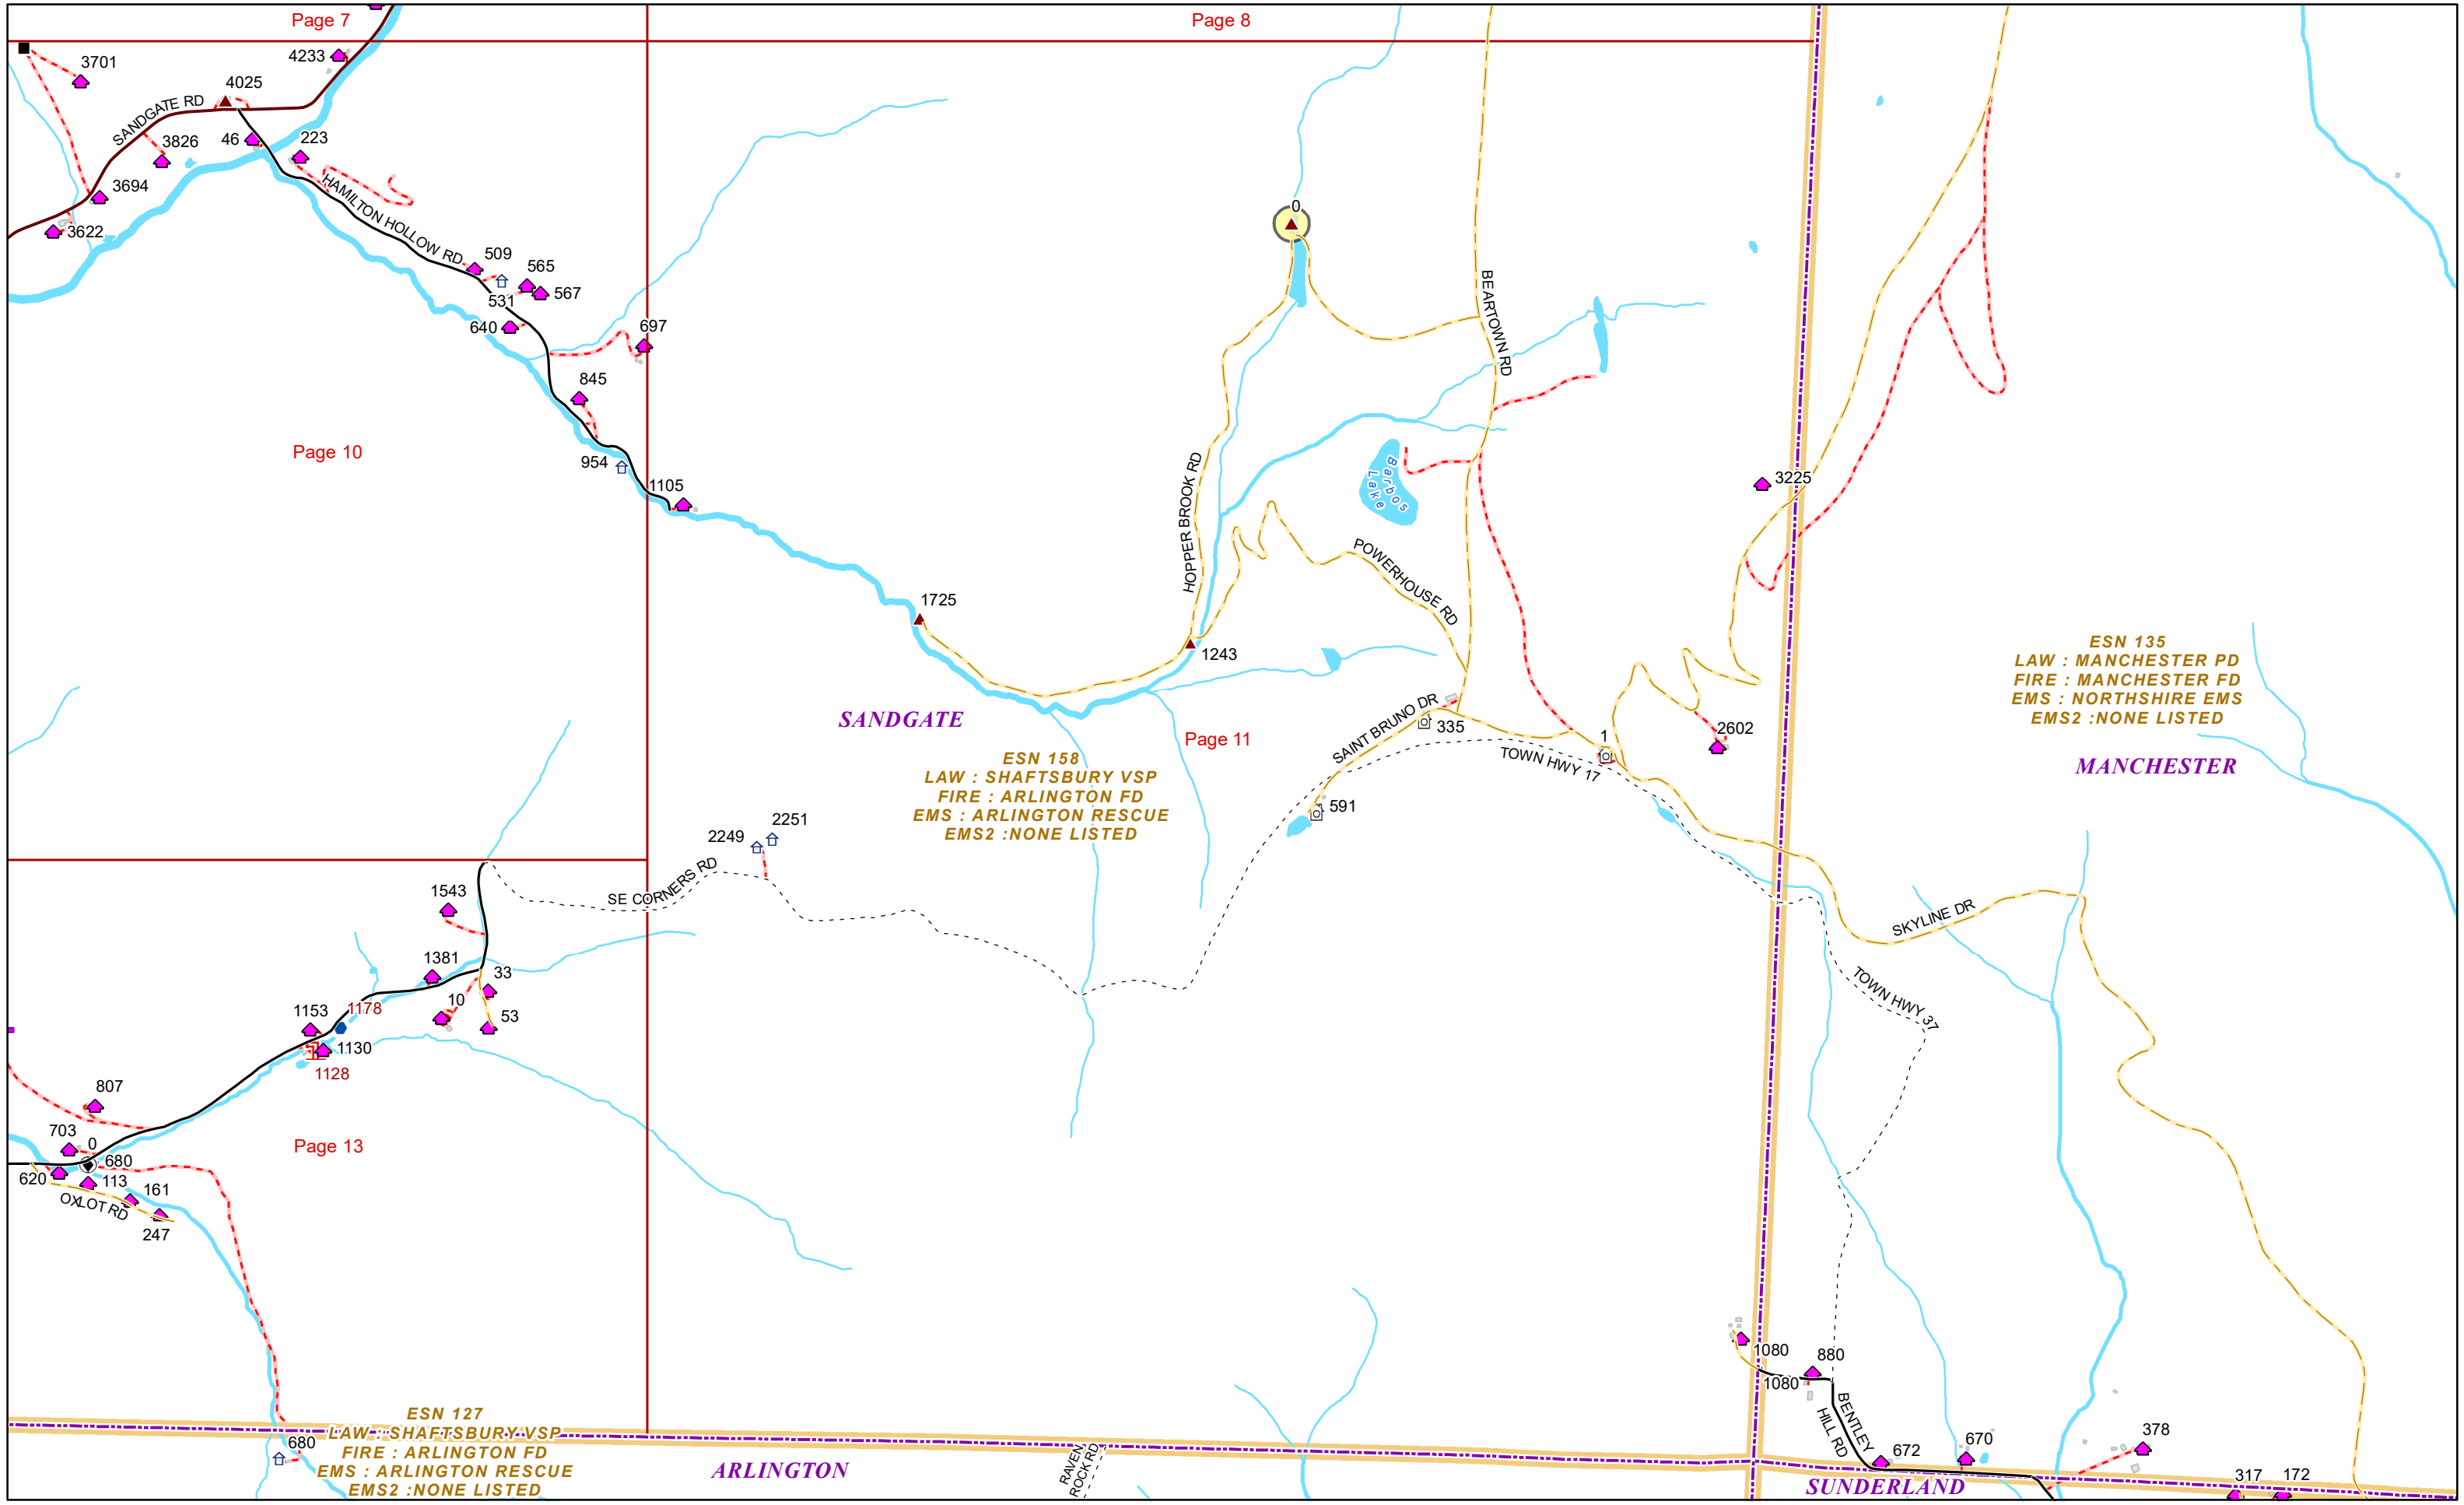 Page 7
Page 8
3701
4233
4025
SANDGATE RD
3826
46
223
3694
3622
HAMILTON HOLLOW RD
509
565
567
531
640
697
845
954
1105
Page 10
0
BEARTOWN RD
Barbos
Lake
HOPPER BROOK RD
POWERHOUSE RD
3225
1725
1243
SANDGATE
Page 11
ESN 158
LAW : SHAFTSBURY VSP
FIRE : ARLINGTON FD
EMS : ARLINGTON RESCUE
EMS2 :NONE LISTED
SAINT BRUNO DR
335
TOWN HWY 17
1
2602
591
ESN 135
LAW : MANCHESTER PD
FIRE : MANCHESTER FD
EMS : NORTHSHIRE EMS
EMS2 :NONE LISTED
MANCHESTER
2249
2251
SE CORNERS RD
SKYLINE DR
TOWN HWY 37
1543
1381
33
10
53
1153
1178
1130
1128
807
703
0
680
620
113
161
OXLOT RD
247
Page 13
1080
880
1080
BENTLEY
HILL RD
672
670
378
317
172
ESN 127
LAW : SHAFTSBURY VSP
FIRE : ARLINGTON FD
EMS : ARLINGTON RESCUE
EMS2 :NONE LISTED
680
ARLINGTON
RAVEN
ROCK RD
SUNDERLAND